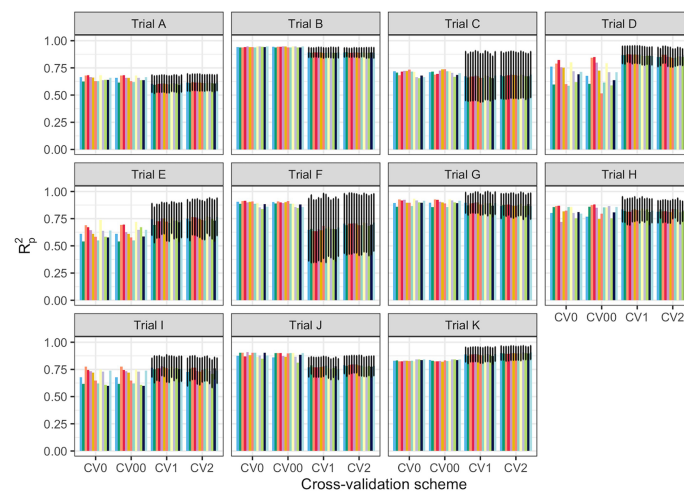 Trial A Trial B Trial C Trial D
1.00
0.75
0.50
0.25
0.00
Trial E Trial F Trial G Trial H
1.00
0.75
0.50
0.25
0.00
CV0 CV00 CV1 CV2
Trial I Trial J Trial K
1.00
0.75
0.50
0.25
0.00
CV0 CV00 CV1 CV2 CV0 CV00 CV1 CV2 CV0 CV00 CV1 CV2
R²p
Cross-validation scheme